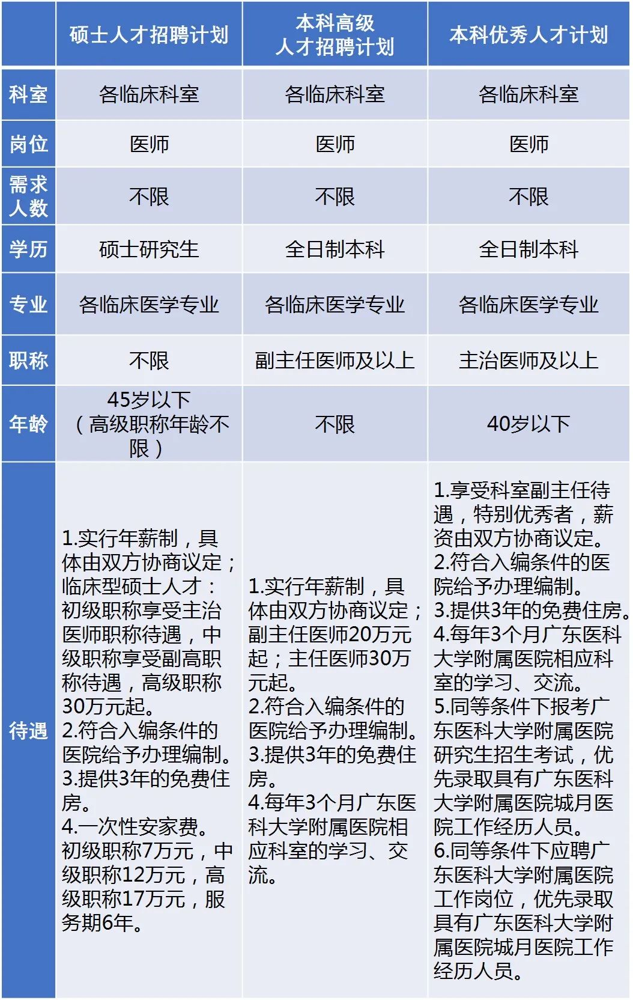 硕士人才招聘计划
本科高级
人才招聘计划
本科优秀人才计划
科室
各临床科室
各临床科室
各临床科室
岗位
医师
医师
医师
需求
人数
不限
不限
不限
学历
硕士研究生
全日制本科
全日制本科
专业
各临床医学专业
各临床医学专业
各临床医学专业
职称
不限
副主任医师及以上
主治医师及以上
年龄
45岁以下
（高级职称年龄不
限）
不限
40岁以下
待遇
1.实行年薪制，具
体由双方协商议定；
临床型硕士人才：
初级职称享受主治
医师职称待遇，中
级职称享受副高职
称待遇，高级职称
30万元起。
2.符合入编条件的
医院给予办理编制。
3.提供3年的免费住
房。
4.一次性安家费。
初级职称7万元，中
级职称12万元，高
级职称17万元，服
务期6年。
1.实行年薪制，具
体由双方协商议定；
副主任医师20万元
起；主任医师30万
元起。
2.符合入编条件的
医院给予办理编制。
3.提供3年的免费住
房。
4.每年3个月广东医
科大学附属医院相
应科室的学习、交
流。
1.享受科室副主任待
遇，特别优秀者，薪
资由双方协商议定。
2.符合入编条件的医
院给予办理编制。
3.提供3年的免费住房。
4.每年3个月广东医科
大学附属医院相应科
室的学习、交流。
5.同等条件下报考广
东医科大学附属医院
研究生招生考试，优
先录取具有广东医科
大学附属医院城月医
院工作经历人员。
6.同等条件下应聘广
东医科大学附属医院
工作岗位，优先录取
具有广东医科大学附
属医院城月医院工作
经历人员。